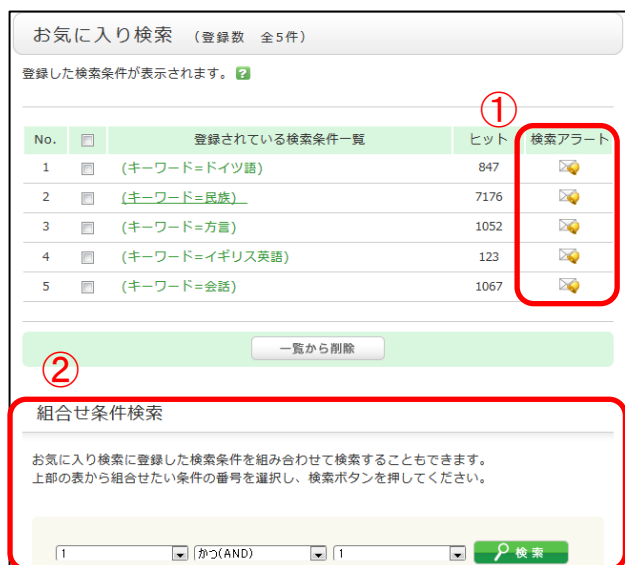 お気に入り検索 （登録数 全5件）
登録した検索条件が表示されます。 ?
①
No. 登録されている検索条件一覧 ヒット 検索アラート
1 (キーワード=ドイツ語) 847
2 (キーワード=民族) 7176
3 (キーワード=方言) 1052
4 (キーワード=イギリス英語) 123
5 (キーワード=会話) 1067
一覧から削除
②
組合せ条件検索
お気に入り検索に登録した検索条件を組み合わせて検索することもできます。
上部の表から組合せたい条件の番号を選択し、検索ボタンを押してください。
1 かつ(AND) 1 検索